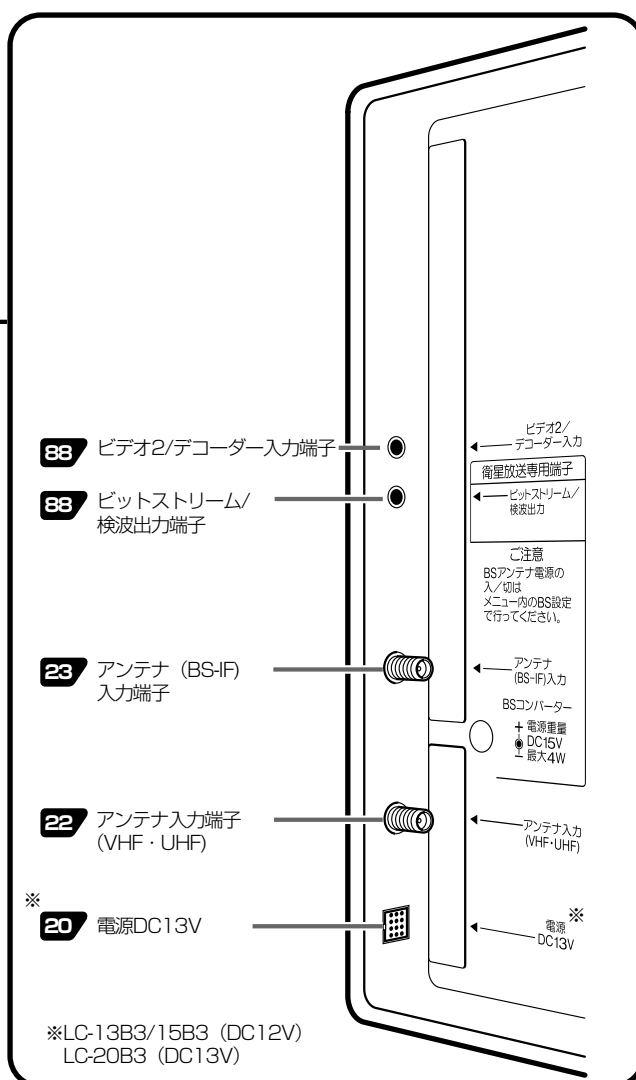 88 ビデオ2/デコーダー入力端子
88 ビットストリーム/
検波出力端子
23 アンテナ (BS-IF)
入力端子
22 アンテナ入力端子
(VHF・UHF)
※
20 電源DC13V
※LC-13B3/15B3 (DC12V)
LC-20B3 (DC13V)
ビデオ2/
デコーダー入力
衛星放送専用端子
ビットストリーム/
検波出力
ご注意
BSアンテナ電源の
入/切は
メニュー内のBS設定
で行ってください。
アンテナ
(BS-IF)入力
BSコンバーター
+ 電源重量
DC15V
− 最大4W
アンテナ入力
(VHF・UHF)
電源 ※
DC13V